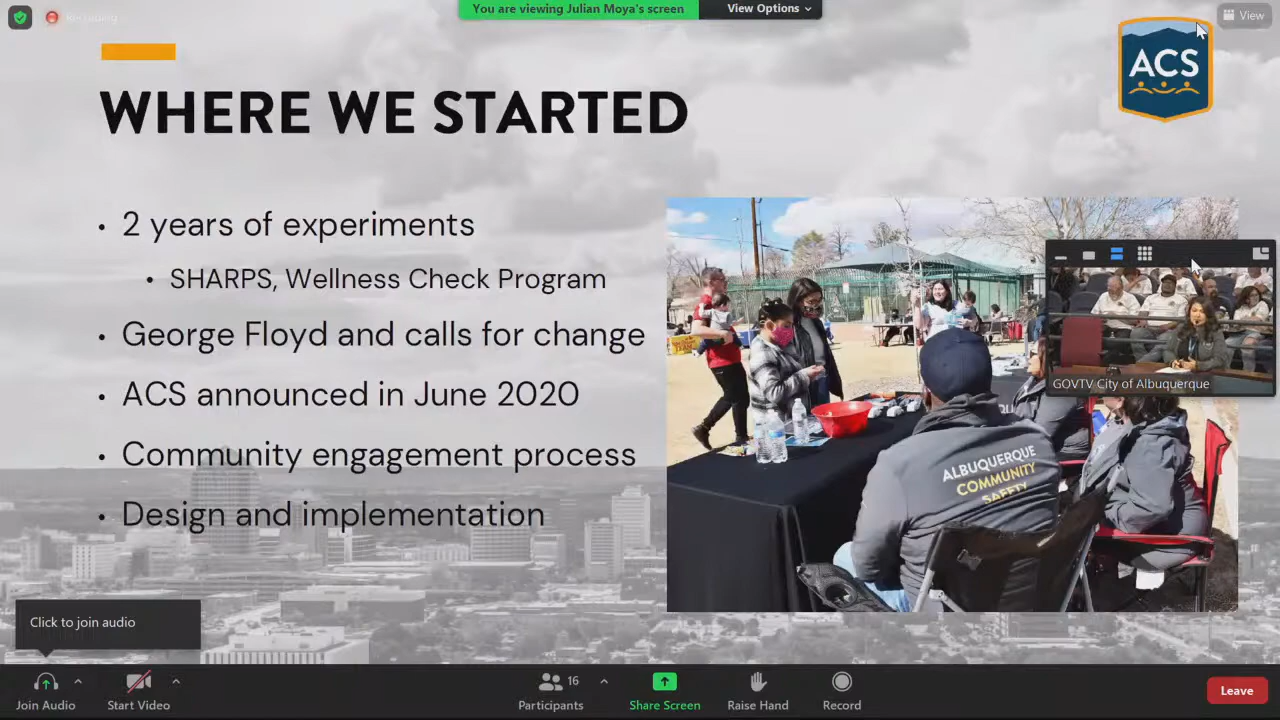 Recording
You are viewing Julian Moya's screen
View Options
View
ACS
WHERE WE STARTED
• 2 years of experiments
• SHARPS, Wellness Check Program
• George Floyd and calls for change
• ACS announced in June 2020
• Community engagement process
• Design and implementation
GOVTV City of Albuquerque
ALBUQUERQUE
COMMUNITY
SAFETY
Click to join audio
Join Audio
Start Video
16
Participants
Share Screen
Raise Hand
Record
Leave